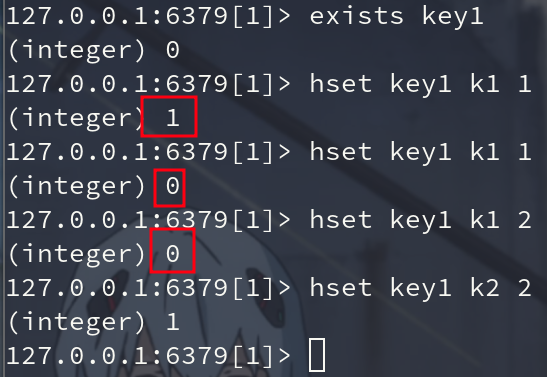 127.0.0.1:6379[1]> exists key1
(integer) 0
127.0.0.1:6379[1]> hset key1 k1 1
(integer) 1
127.0.0.1:6379[1]> hset key1 k1 1
(integer) 0
127.0.0.1:6379[1]> hset key1 k1 2
(integer) 0
127.0.0.1:6379[1]> hset key1 k2 2
(integer) 1
127.0.0.1:6379[1]>